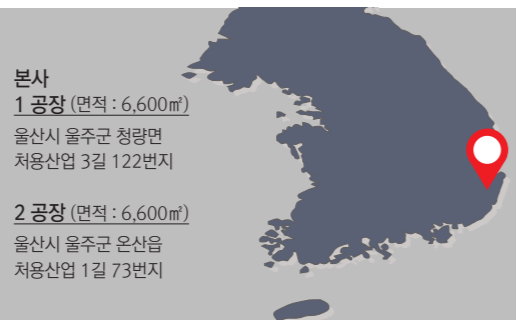 본사
1 공장 (면적 : 6,600㎡)
울산시 울주군 청량면
처용산업 3길 122번지
2 공장 (면적 : 6,600㎡)
울산시 울주군 온산읍
처용산업 1길 73번지